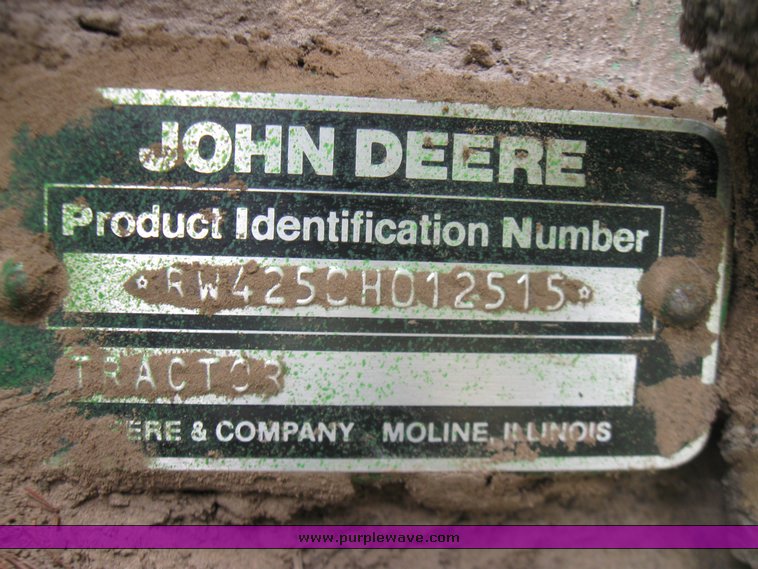 JOHN DEERE
Product Identification Number
*RW4250H012515*
TRACTOR
ERE & COMPANY MOLINE, ILLINOIS
www.purplewave.com